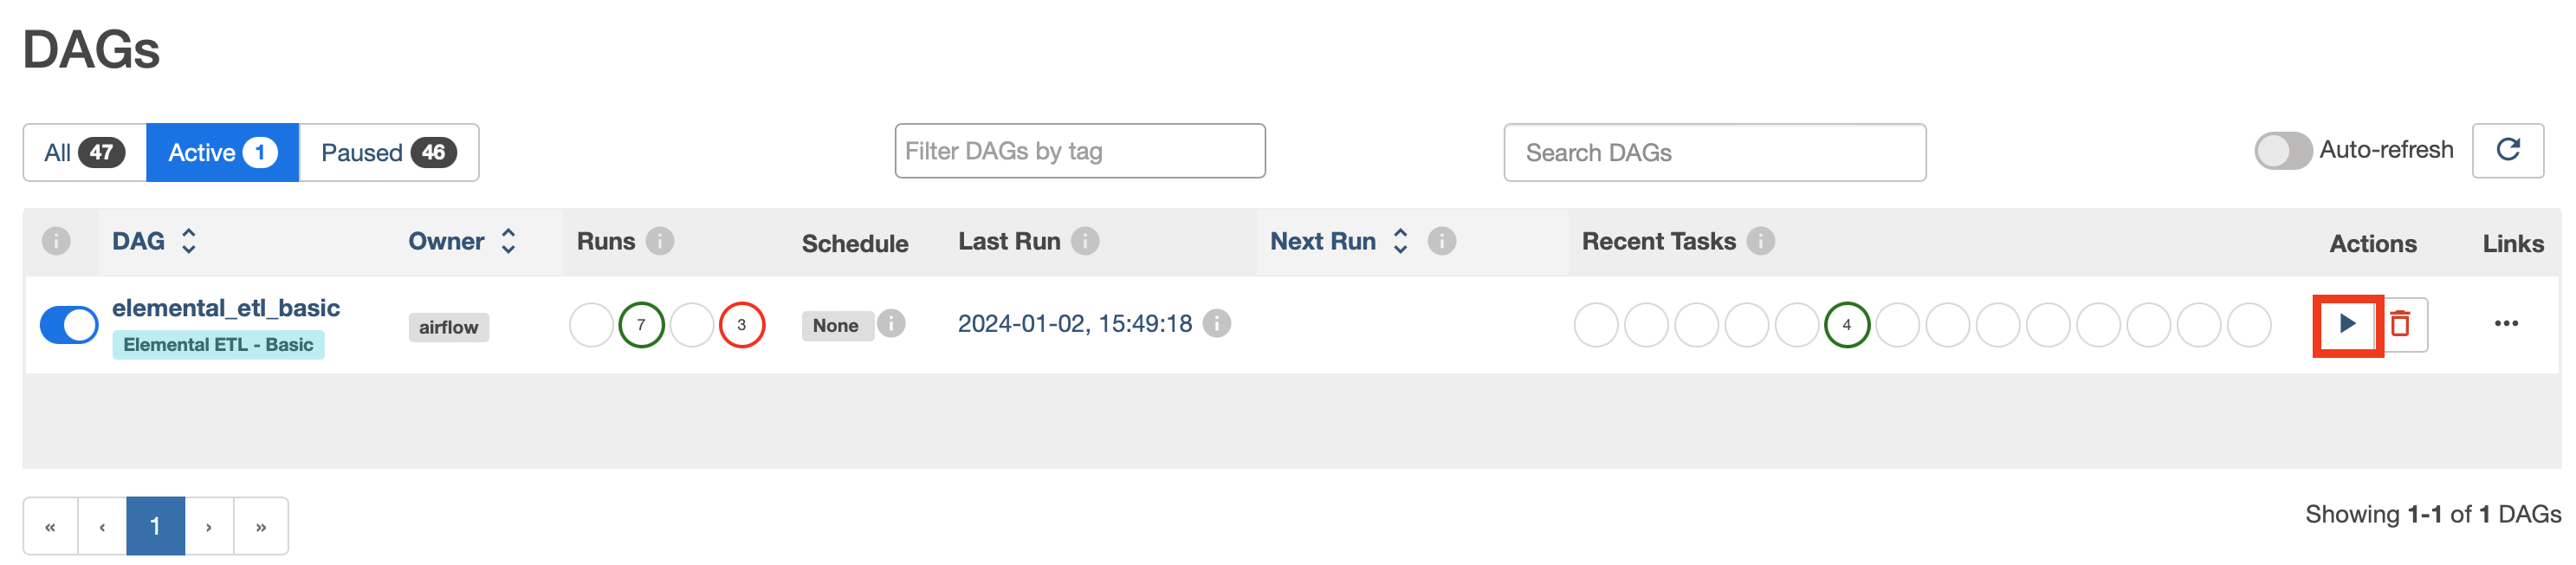 DAGs
All 47 Active 1 Paused 46 Filter DAGs by tag Search DAGs Auto-refresh
DAG Owner Runs Schedule Last Run Next Run Recent Tasks Actions Links
elemental_etl_basic airflow 7 3 None 2024-01-02, 15:49:18 4
Elemental ETL - Basic
« ‹ 1 › » Showing 1-1 of 1 DAGs